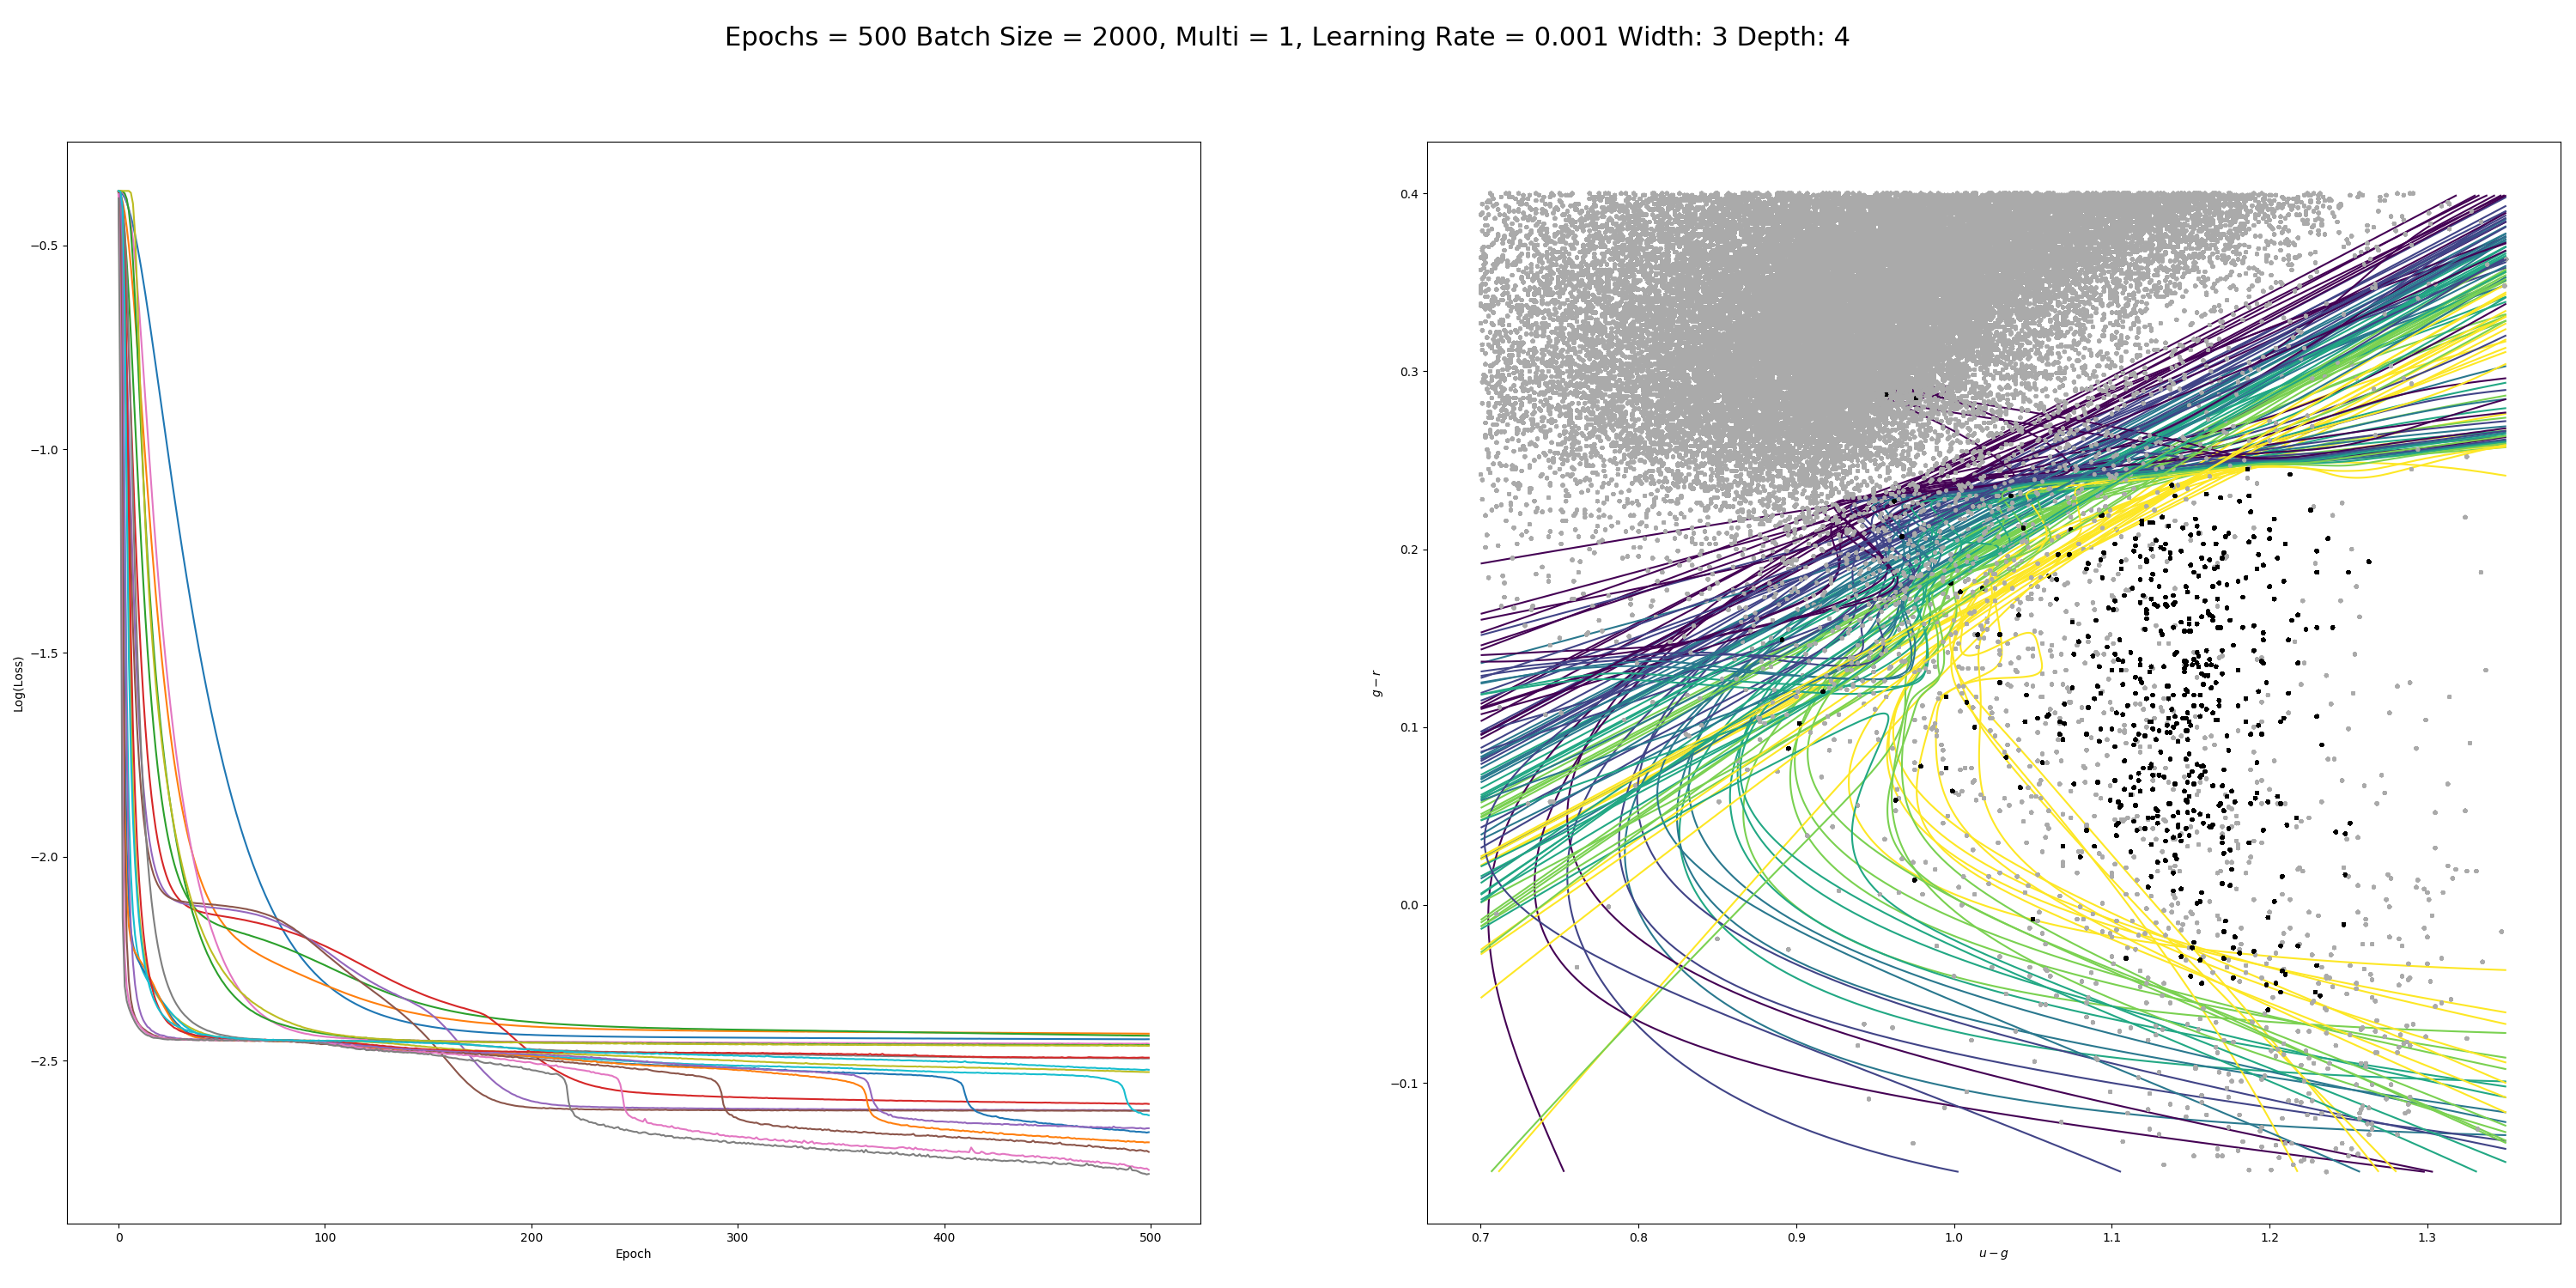 Epochs = 500 Batch Size = 2000, Multi = 1, Learning Rate = 0.001 Width: 3 Depth: 4
−0.5
−1.0
−1.5
−2.0
−2.5
Log(Loss)
0 100 200 300 400 500
Epoch
0.4
0.3
0.2
0.1
0.0
−0.1
g − r
0.7 0.8 0.9 1.0 1.1 1.2 1.3
u − g